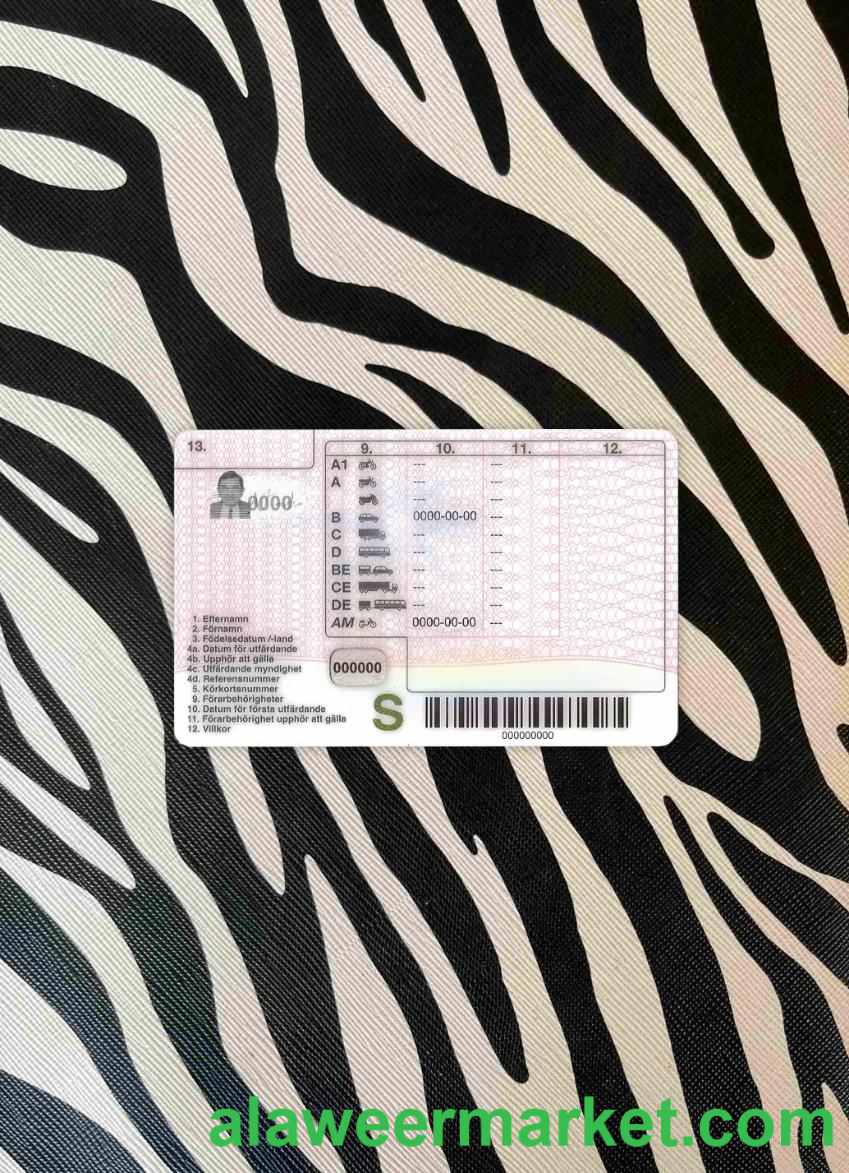 13.
0000
9. 10. 11. 12.
A1 --- ---
A --- ---
--- ---
B 0000-00-00 ---
C --- ---
D --- ---
BE --- ---
CE --- ---
DE --- ---
AM 0000-00-00 ---
1. Efternamn
2. Förnamn
3. Födelsedatum /-land
4a. Datum för utfärdande
4b. Upphör att gälla
4c. Utfärdande myndighet
4d. Referensnummer
5. Körkortsnummer
9. Förarbehörigheter
10. Datum för första utfärdande
11. Förarbehörighet upphör att gälla
12. Villkor
000000
S
000000000
alaweermarket.com